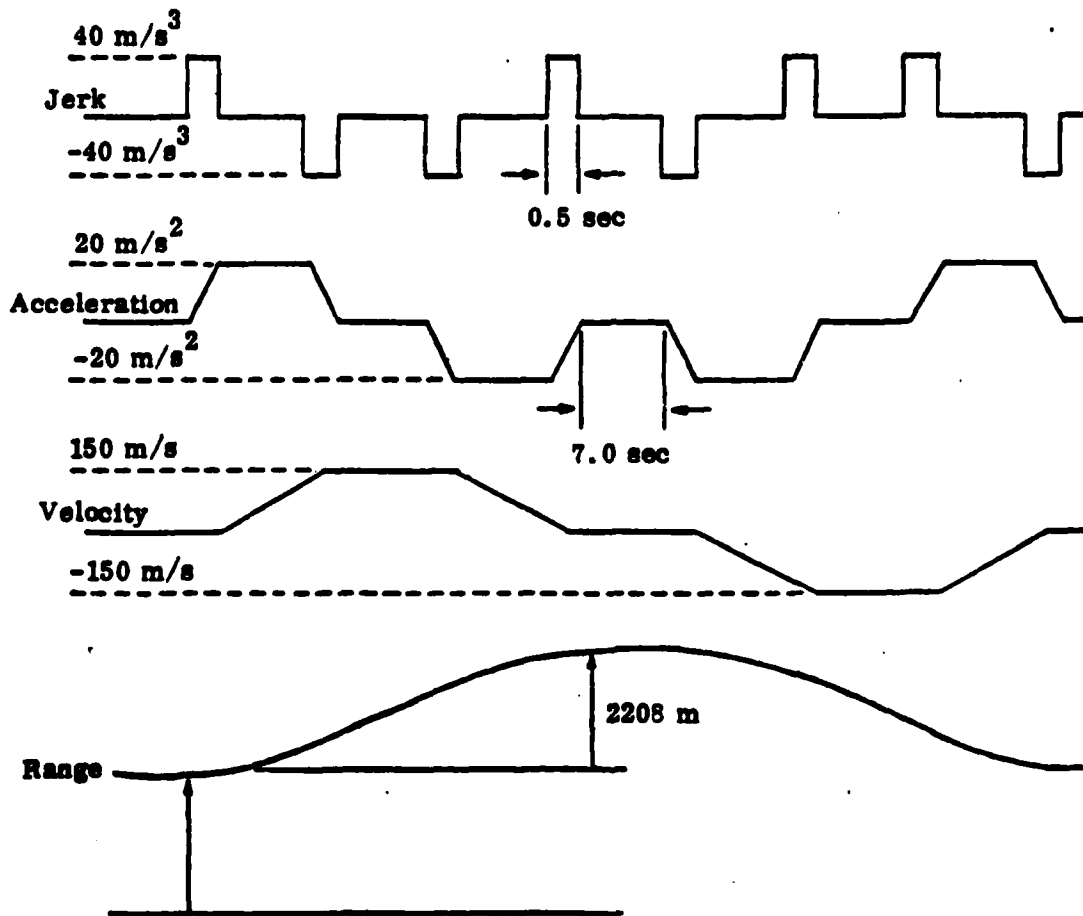 40 m/s³
Jerk
-40 m/s³
0.5 sec
20 m/s²
Acceleration
-20 m/s²
7.0 sec
150 m/s
Velocity
-150 m/s
2208 m
Range